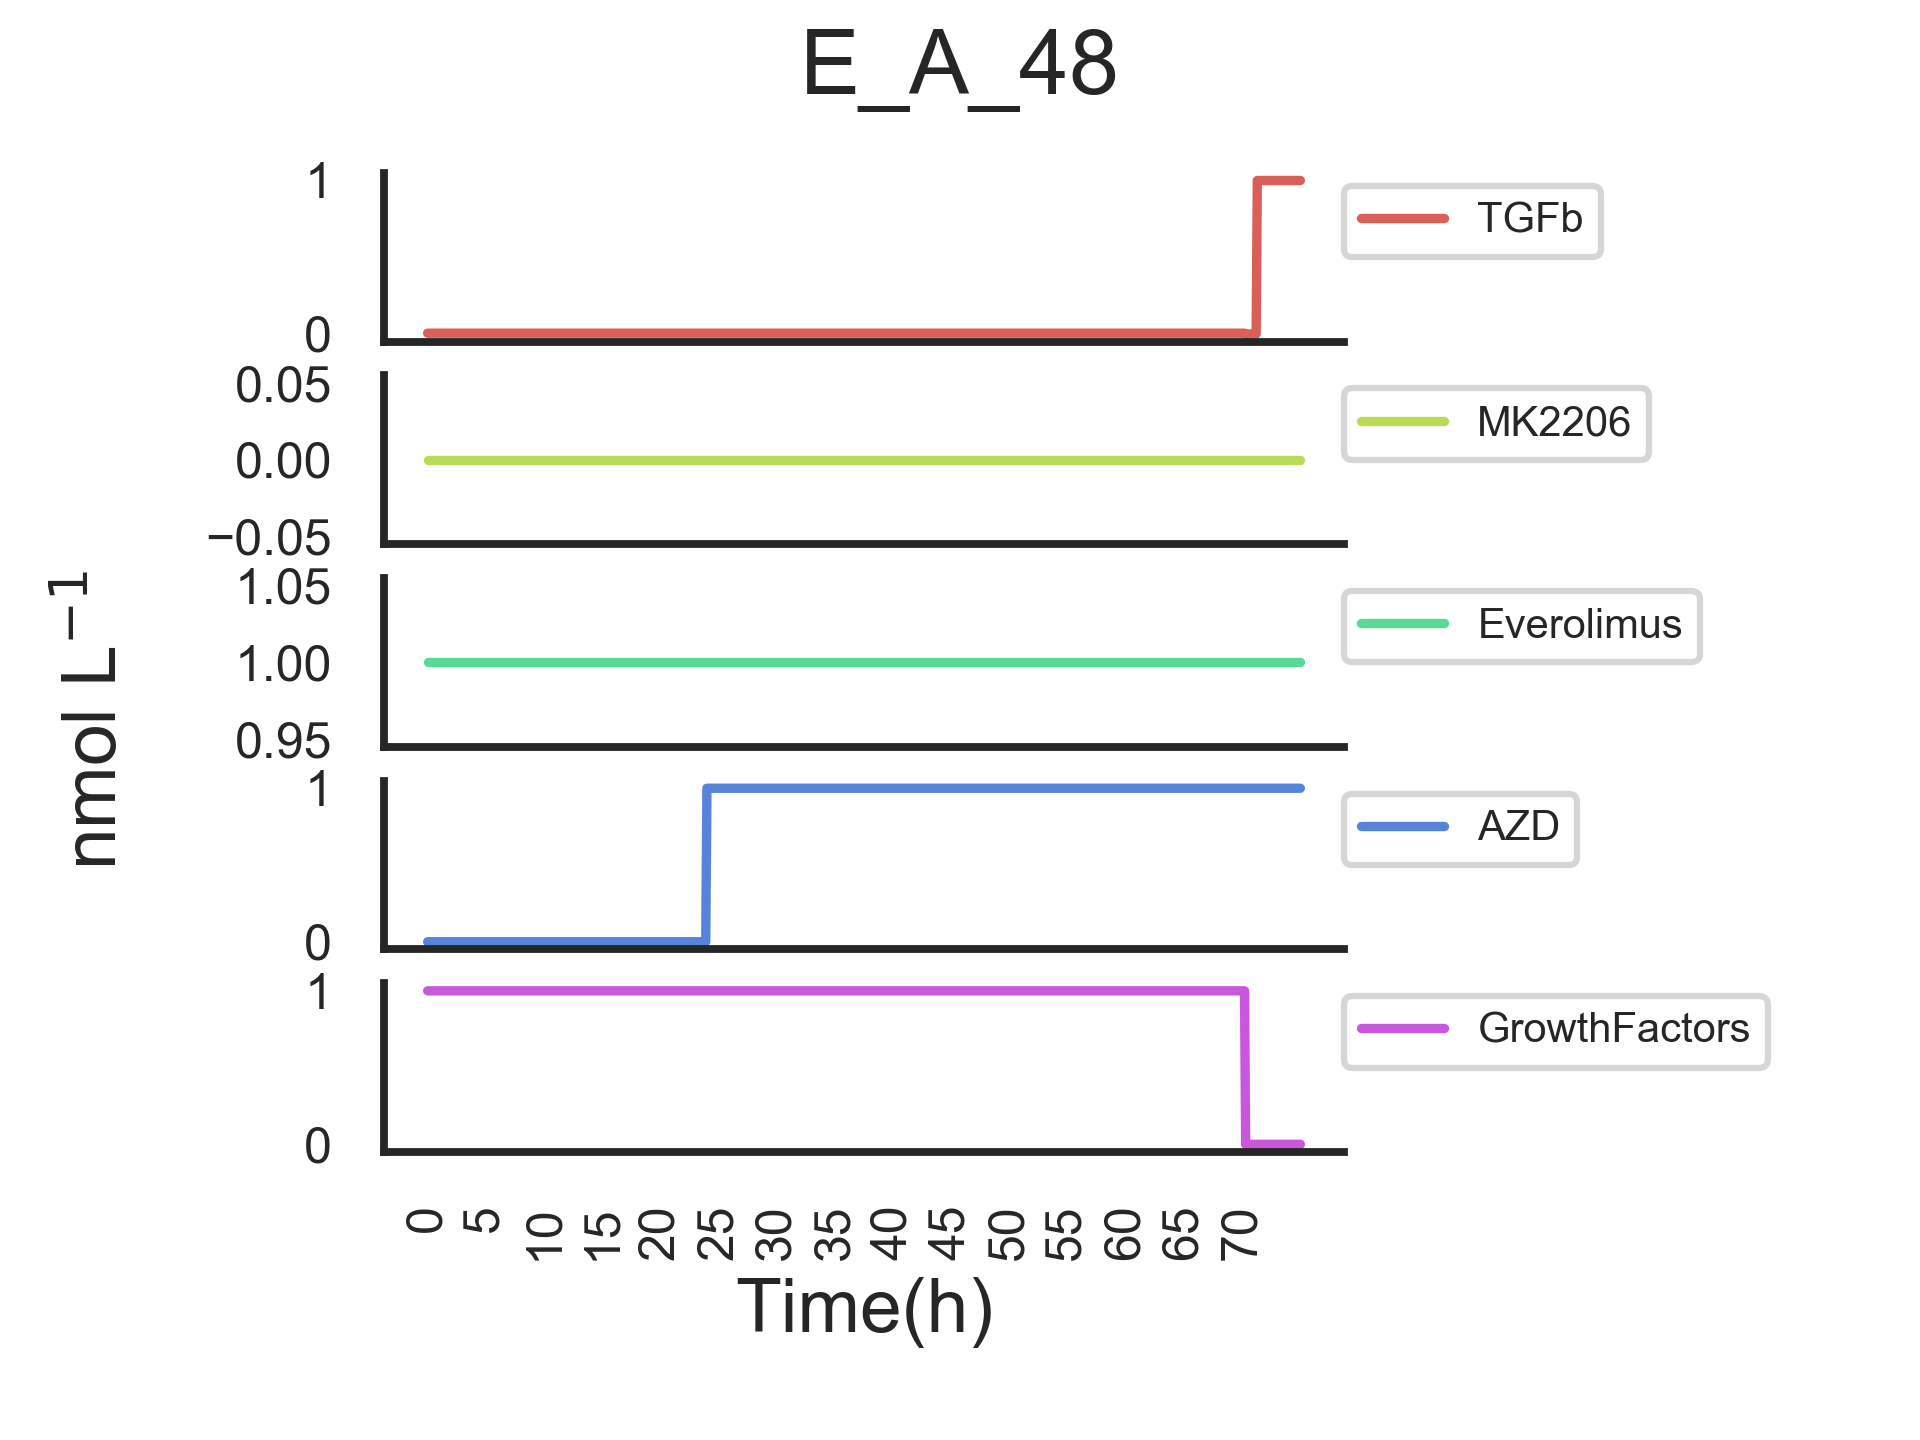 E_A_48
1
0
TGFb
0.05
0.00
−0.05
MK2206
1.05
1.00
0.95
Everolimus
1
0
AZD
1
0
GrowthFactors
nmol L⁻¹
0 5 10 15 20 25 30 35 40 45 50 55 60 65 70
Time(h)